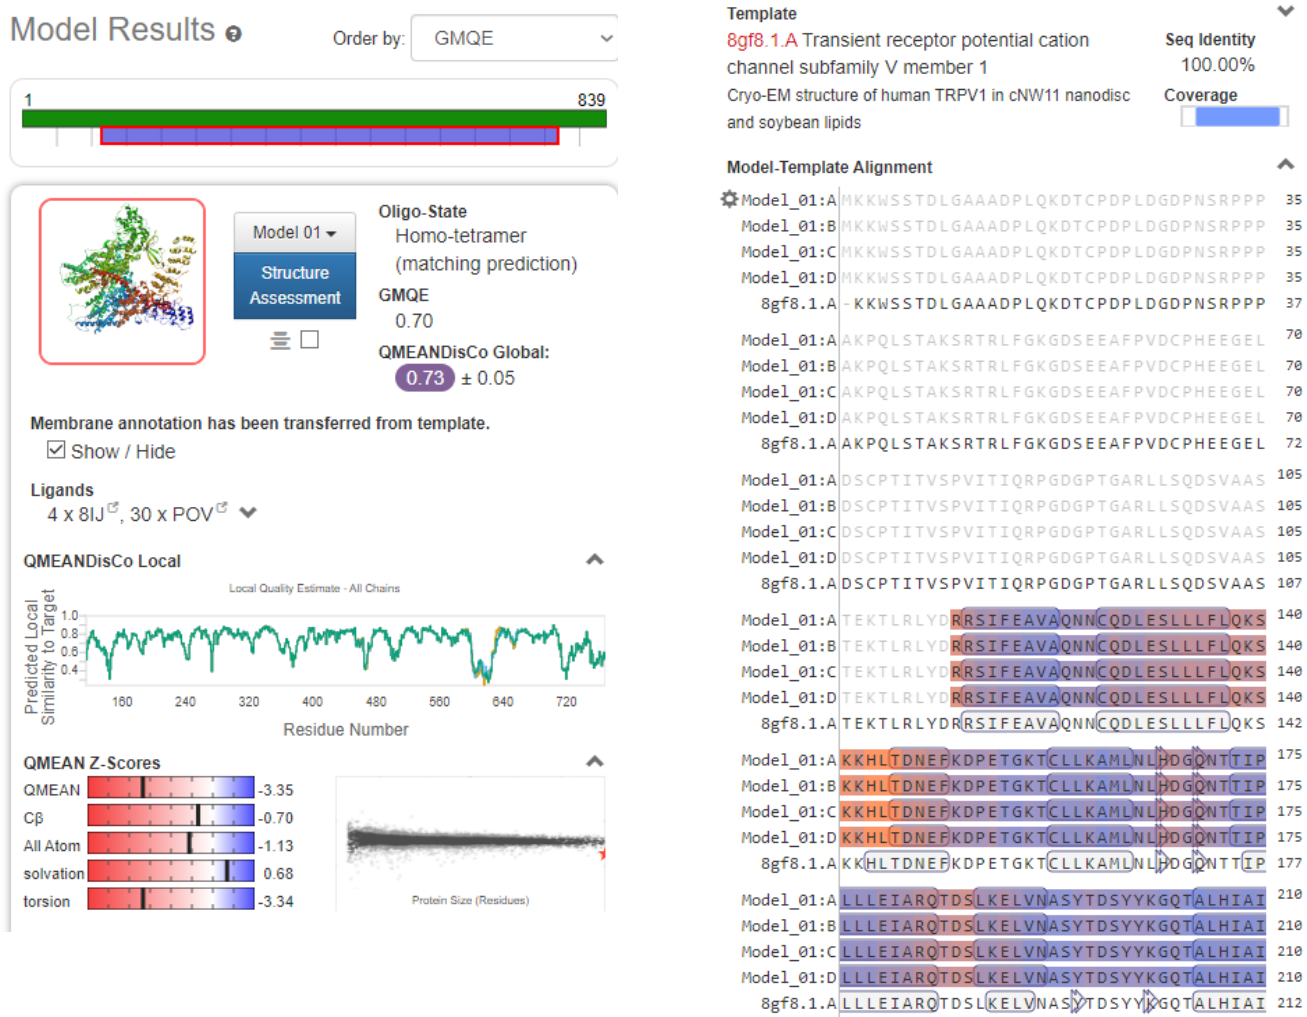 Model Results ?
Order by: GMQE
1 839
Model 01
Structure
Assessment
Oligo-State
Homo-tetramer
(matching prediction)
GMQE
0.70
QMEANDisCo Global:
0.73 ± 0.05
Membrane annotation has been transferred from template.
Show / Hide
Ligands
4 x 8IJ, 30 x POV
QMEANDisCo Local
Local Quality Estimate - All Chains
Predicted Local
Similarity to Target
1.0
0.8
0.6
0.4
160 240 320 400 480 560 640 720
Residue Number
QMEAN Z-Scores
QMEAN -3.35
Cβ -0.70
All Atom -1.13
solvation 0.68
torsion -3.34
Protein Size (Residues)
Template
8gf8.1.A Transient receptor potential cation
channel subfamily V member 1
Cryo-EM structure of human TRPV1 in cNW11 nanodisc
and soybean lipids
Seq Identity
100.00%
Coverage
Model-Template Alignment
Model_01:A MKKWSSTDLGAAADPLQKDTCPDPLDGDPNSRPPP 35
Model_01:B MKKWSSTDLGAAADPLQKDTCPDPLDGDPNSRPPP 35
Model_01:C MKKWSSTDLGAAADPLQKDTCPDPLDGDPNSRPPP 35
Model_01:D MKKWSSTDLGAAADPLQKDTCPDPLDGDPNSRPPP 35
8gf8.1.A -KKWSSTDLGAAADPLQKDTCPDPLDGDPNSRPPP 37
Model_01:A AKPQLSTAKSRTRLFGKGDSEEAFPVDCPHEEGEL 70
Model_01:B AKPQLSTAKSRTRLFGKGDSEEAFPVDCPHEEGEL 70
Model_01:C AKPQLSTAKSRTRLFGKGDSEEAFPVDCPHEEGEL 70
Model_01:D AKPQLSTAKSRTRLFGKGDSEEAFPVDCPHEEGEL 70
8gf8.1.A AKPQLSTAKSRTRLFGKGDSEEAFPVDCPHEEGEL 72
Model_01:A DSCPTITVSPVITIQRPGDGPTGARLLSQDSVAAS 105
Model_01:B DSCPTITVSPVITIQRPGDGPTGARLLSQDSVAAS 105
Model_01:C DSCPTITVSPVITIQRPGDGPTGARLLSQDSVAAS 105
Model_01:D DSCPTITVSPVITIQRPGDGPTGARLLSQDSVAAS 105
8gf8.1.A DSCPTITVSPVITIQRPGDGPTGARLLSQDSVAAS 107
Model_01:A TEKTLRLYDRRSIFEAVAQNNCQDLESLLLFLQKS 140
Model_01:B TEKTLRLYDRRSIFEAVAQNNCQDLESLLLFLQKS 140
Model_01:C TEKTLRLYDRRSIFEAVAQNNCQDLESLLLFLQKS 140
Model_01:D TEKTLRLYDRRSIFEAVAQNNCQDLESLLLFLQKS 140
8gf8.1.A TEKTLRLYDRRSIFEAVAQNNCQDLESLLLFLQKS 142
Model_01:A KKHLTDNEFKDPETGKTCLLKAMLNLHDGQNTTIP 175
Model_01:B KKHLTDNEFKDPETGKTCLLKAMLNLHDGQNTTIP 175
Model_01:C KKHLTDNEFKDPETGKTCLLKAMLNLHDGQNTTIP 175
Model_01:D KKHLTDNEFKDPETGKTCLLKAMLNLHDGQNTTIP 175
8gf8.1.A KKHLTDNEFKDPETGKTCLLKAMLNLHDGQNTTIP 177
Model_01:A LLLEIARQTDSLKELVNASYTDSYYKGQTALHIAI 210
Model_01:B LLLEIARQTDSLKELVNASYTDSYYKGQTALHIAI 210
Model_01:C LLLEIARQTDSLKELVNASYTDSYYKGQTALHIAI 210
Model_01:D LLLEIARQTDSLKELVNASYTDSYYKGQTALHIAI 210
8gf8.1.A LLLEIARQTDSLKELVNASYTDSYYKGQTALHIAI 212